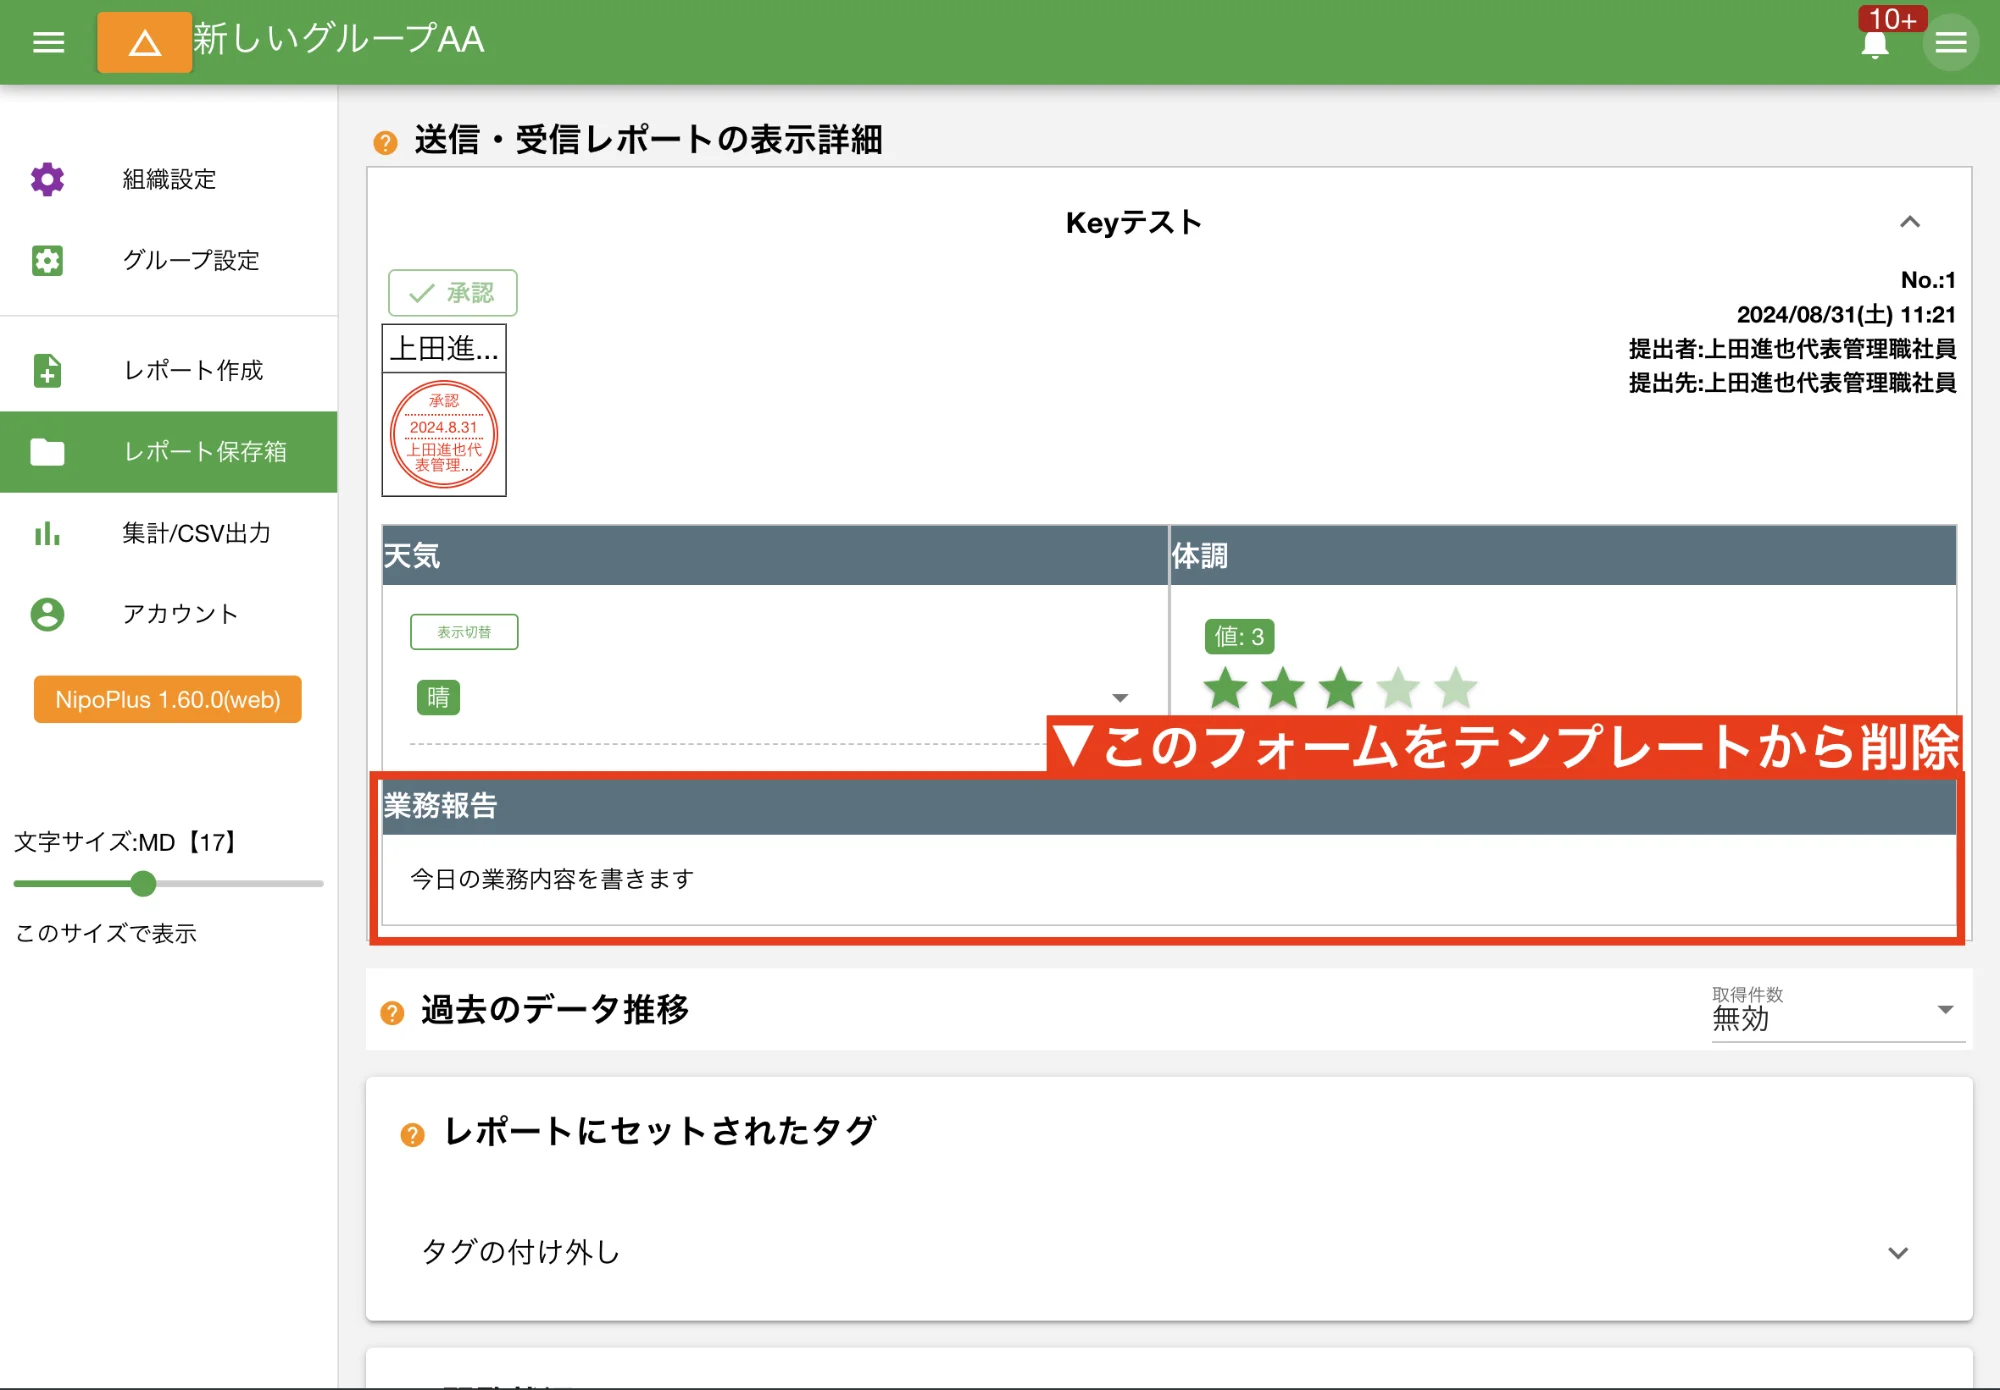 新しいグループAA
10+
組織設定
グループ設定
レポート作成
レポート保存箱
集計/CSV出力
アカウント
NipoPlus 1.60.0(web)
文字サイズ:MD【17】
このサイズで表示
送信・受信レポートの表示詳細
Keyテスト
承認
上田進...
承認
2024.8.31
上田進也代
表管理...
No.:1
2024/08/31(土) 11:21
提出者:上田進也代表管理職社員
提出先:上田進也代表管理職社員
天気
体調
表示切替
値: 3
晴
▼このフォームをテンプレートから削除
業務報告
今日の業務内容を書きます
過去のデータ推移
取得件数
無効
レポートにセットされたタグ
タグの付け外し